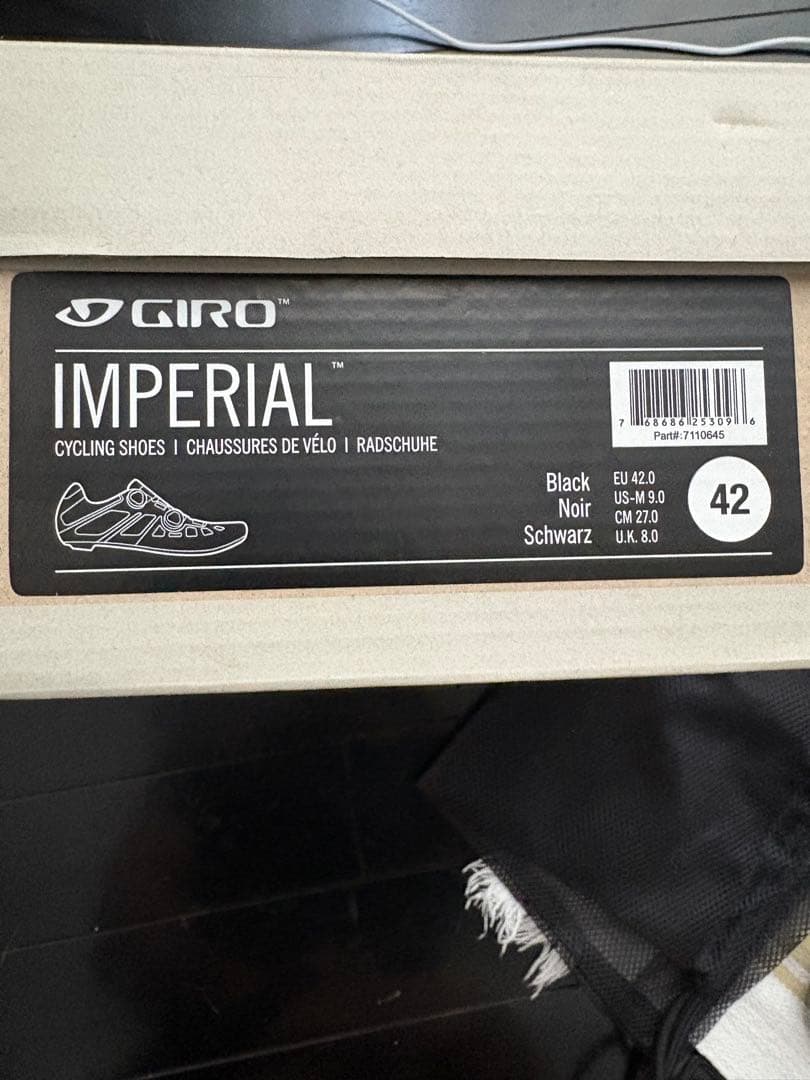 GIRO™
IMPERIAL™
CYCLING SHOES | CHAUSSURES DE VÉLO | RADSCHUHE
7 68686 25309 6
Part#:7110645
Black
Noir
Schwarz
EU 42.0
US-M 9.0
CM 27.0
U.K. 8.0
42